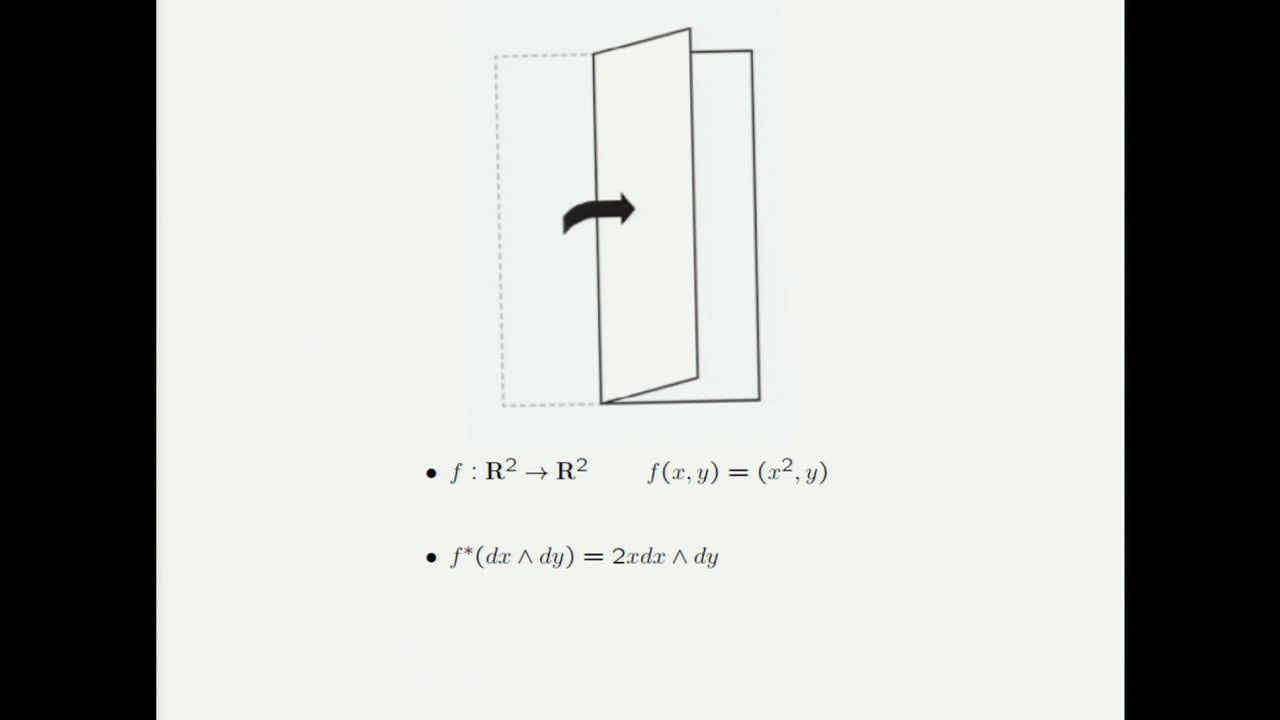 • f : R² → R² f(x, y) = (x², y)
• f*(dx ∧ dy) = 2xdx ∧ dy